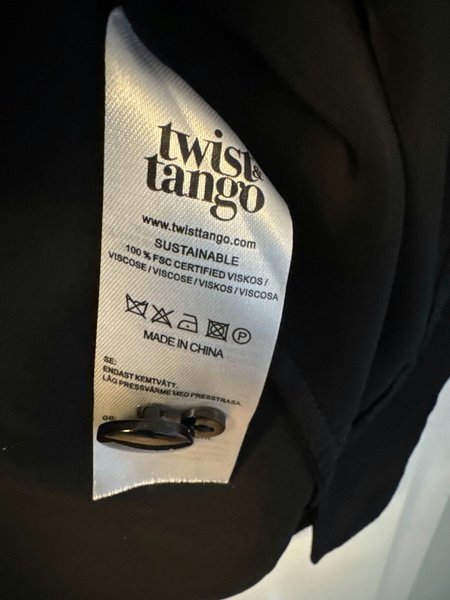 twist &
tango
www.twisttango.com
SUSTAINABLE
100 % FSC CERTIFIED VISKOS /
VISCOSE / VISCOSE / VISKOS / VISCOSA
P
MADE IN CHINA
SE:
ENDAST KEMTVÄTT.
LÅG PRESSVÄRME MED PRESSTRASA.
GB: